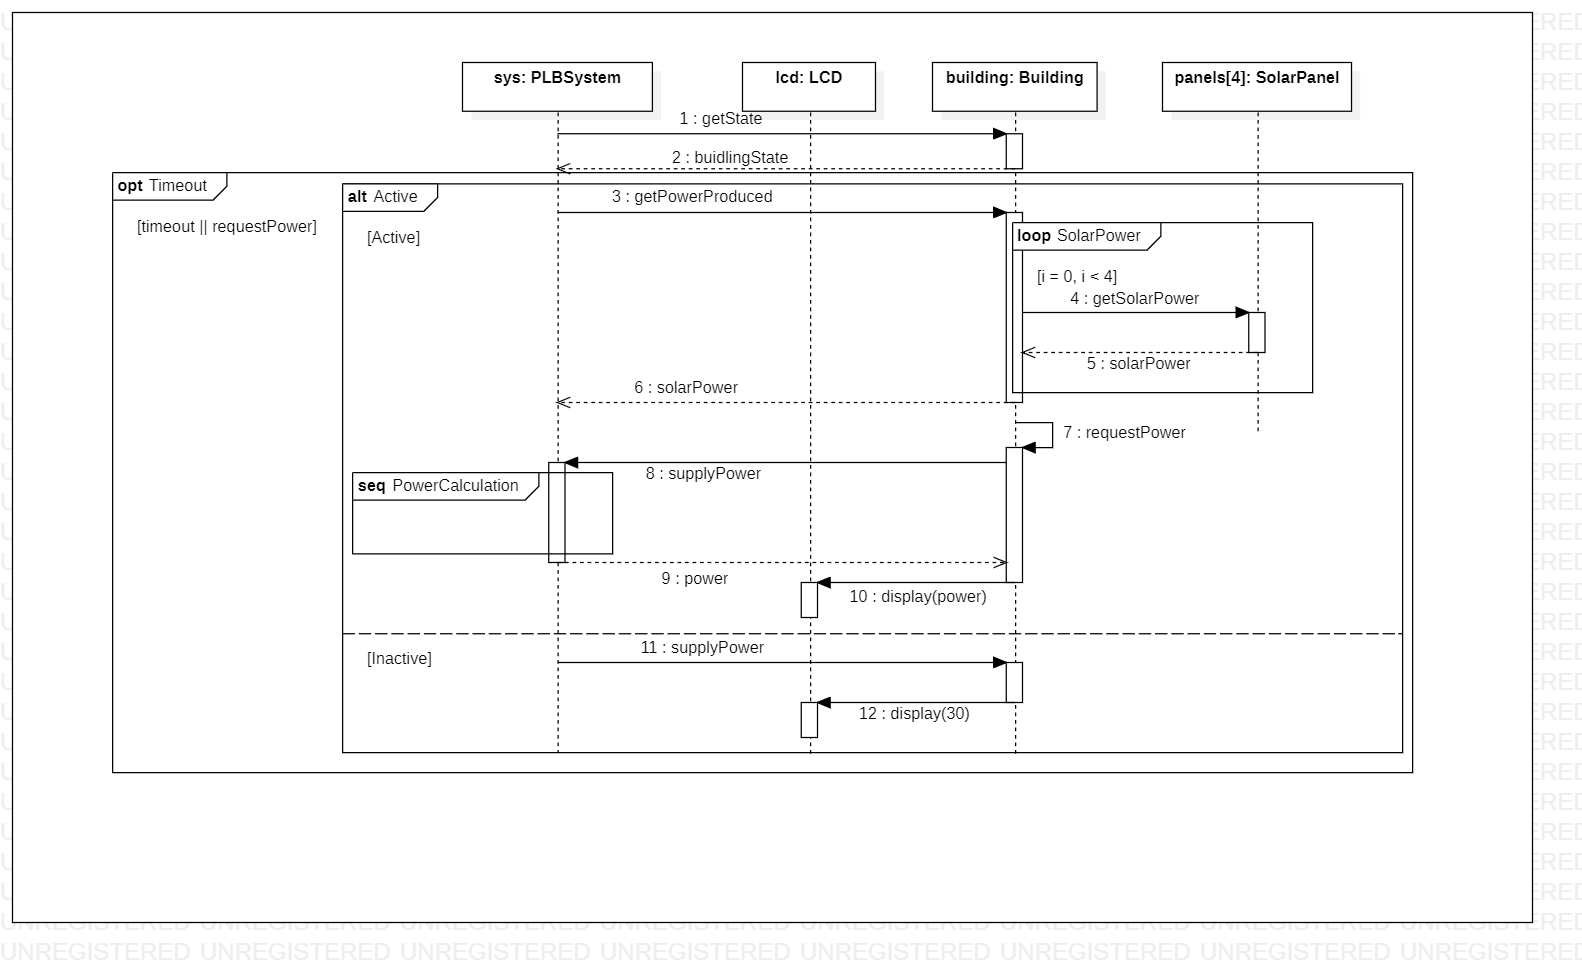 sys: PLBSystem
lcd: LCD
building: Building
panels[4]: SolarPanel
1 : getState
2 : buidlingState
opt Timeout
[timeout || requestPower]
alt Active
[Active]
3 : getPowerProduced
loop SolarPower
[i = 0, i < 4]
4 : getSolarPower
5 : solarPower
6 : solarPower
7 : requestPower
8 : supplyPower
seq PowerCalculation
9 : power
10 : display(power)
[Inactive]
11 : supplyPower
12 : display(30)
UNREGISTERED UNREGISTERED UNREGISTERED UNREGISTERED UNREGISTERED UNREGISTERED UNREGISTERED UNREGISTERED